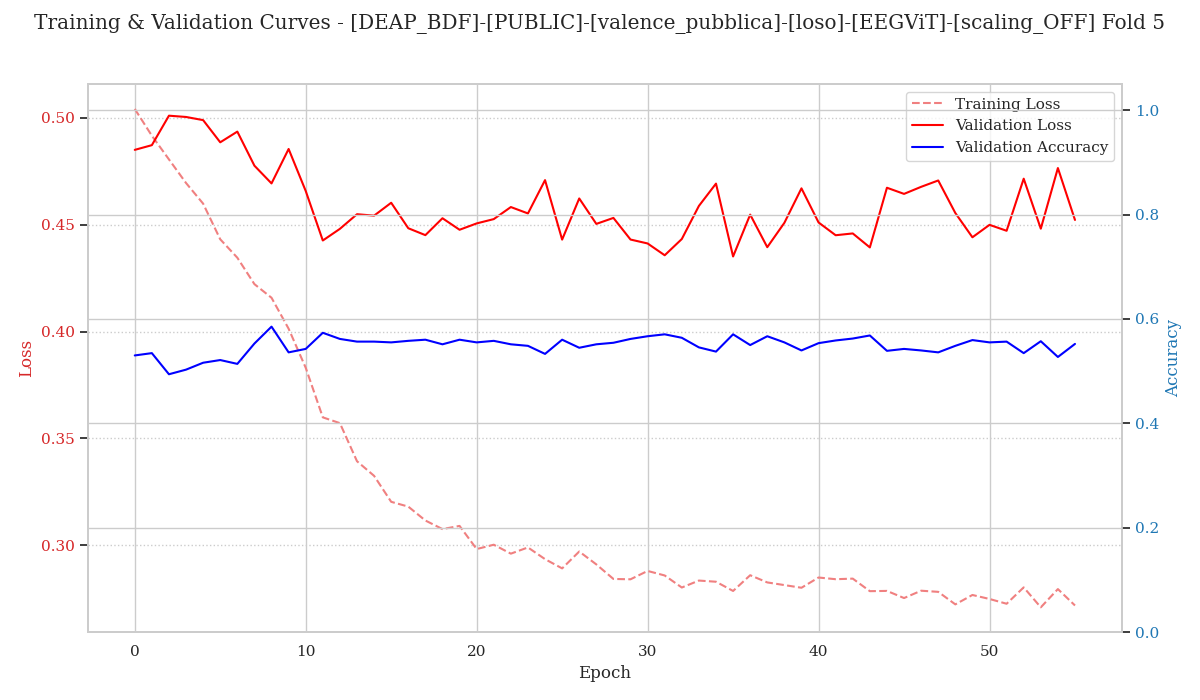 Training & Validation Curves - [DEAP_BDF]-[PUBLIC]-[valence_pubblica]-[loso]-[EEGViT]-[scaling_OFF] Fold 5
Training Loss
Validation Loss
Validation Accuracy
0.50
0.45
0.40
0.35
0.30
Loss
1.0
0.8
0.6
0.4
0.2
0.0
Accuracy
0
10
20
30
40
50
Epoch